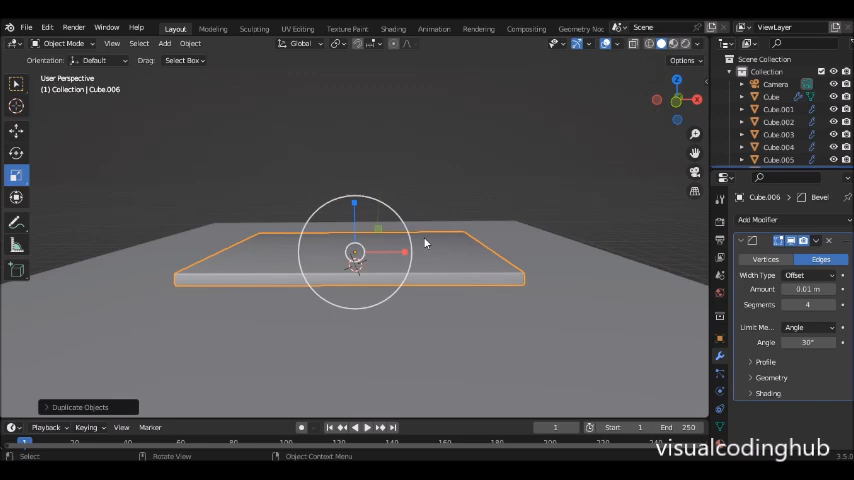 File Edit Render Window Help Layout Modeling Sculpting UV Editing Texture Paint Shading Animation Rendering Compositing Geometry No Scene ViewLayer
Object Mode View Select Add Object Global
Orientation: Default Drag: Select Box Options
User Perspective
(1) Collection | Cube.006
X
Z
Scene Collection
Collection
Camera
Cube
Cube.001
Cube.002
Cube.003
Cube.004
Cube.005
Cube.006 Bevel
Add Modifier
Vertices Edges
Width Type Offset
Amount 0.01 m
Segments 4
Limit Me... Angle
Angle 30°
Profile
Geometry
Shading
Duplicate Objects
Playback Keying View Marker 1 Start 1 End 250
1
Select Rotate View Object Context Menu 3.5.0
visualcodinghub